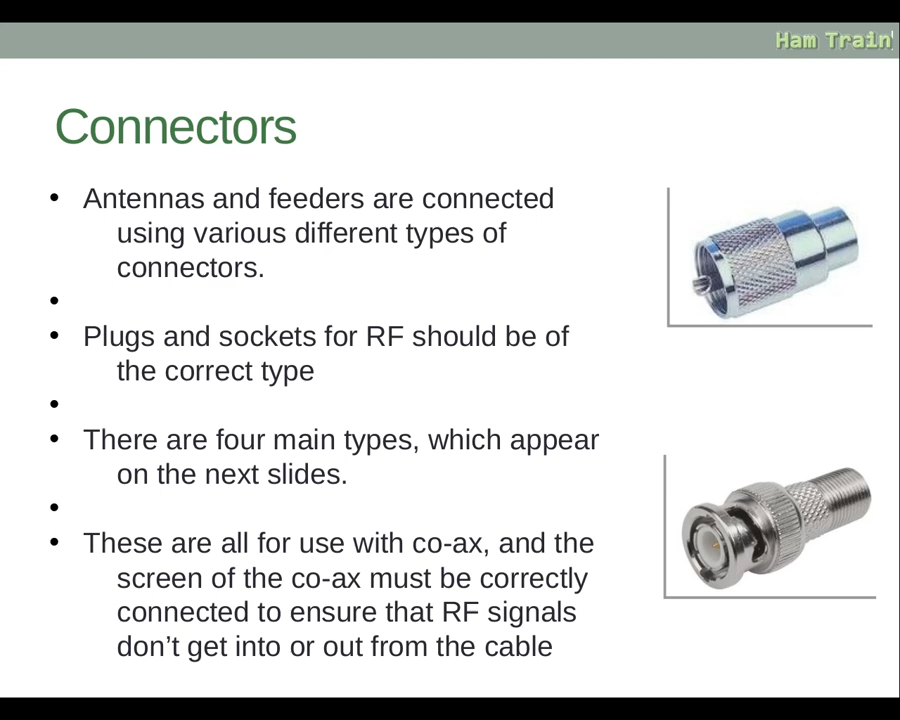 Ham Train
Connectors
• Antennas and feeders are connected
using various different types of
connectors.
•
• Plugs and sockets for RF should be of
the correct type
•
• There are four main types, which appear
on the next slides.
•
• These are all for use with co-ax, and the
screen of the co-ax must be correctly
connected to ensure that RF signals
don’t get into or out from the cable